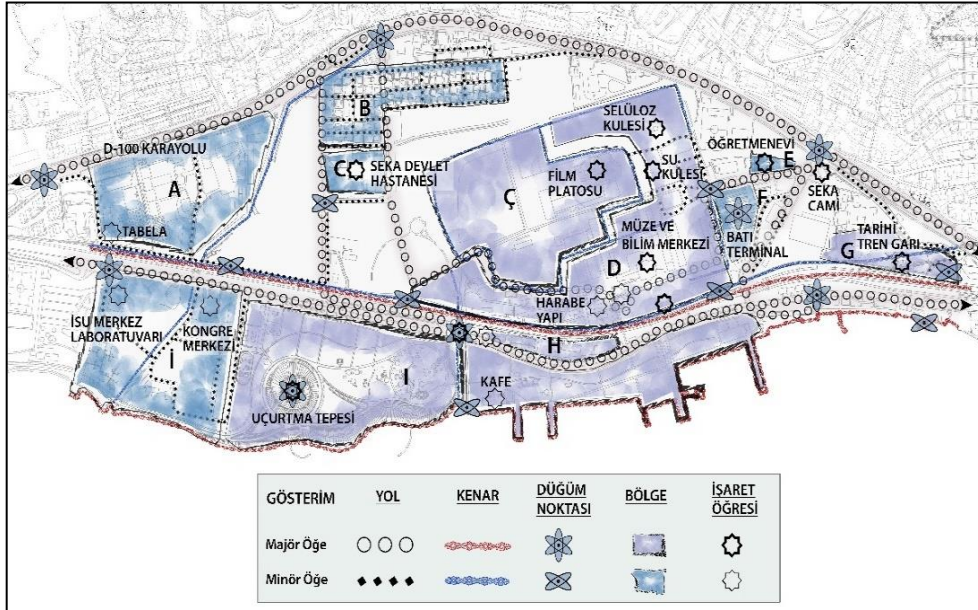 B
SELÜLOZ
KULESİ
D-100 KARAYOLU
ÖĞRETMENEVİ
C
SEKA DEVLET
HASTANESİ
FİLM
PLATOSU
SU
KULESİ
E
A
Ç
F
SEKA
CAMİ
TABELA
MÜZE VE
BİLİM MERKEZİ
BATI
TERMİNAL
TARİHİ
TREN GARI
G
D
HARABE
YAPI
İSU MERKEZ
LABORATUVARI
KONGRE
MERKEZİ
H
İ
I
KAFE
UÇURTMA TEPESİ
GÖSTERİM YOL KENAR DÜĞÜM NOKTASI BÖLGE İŞARET ÖĞESİ
Majör Öğe
Minör Öğe